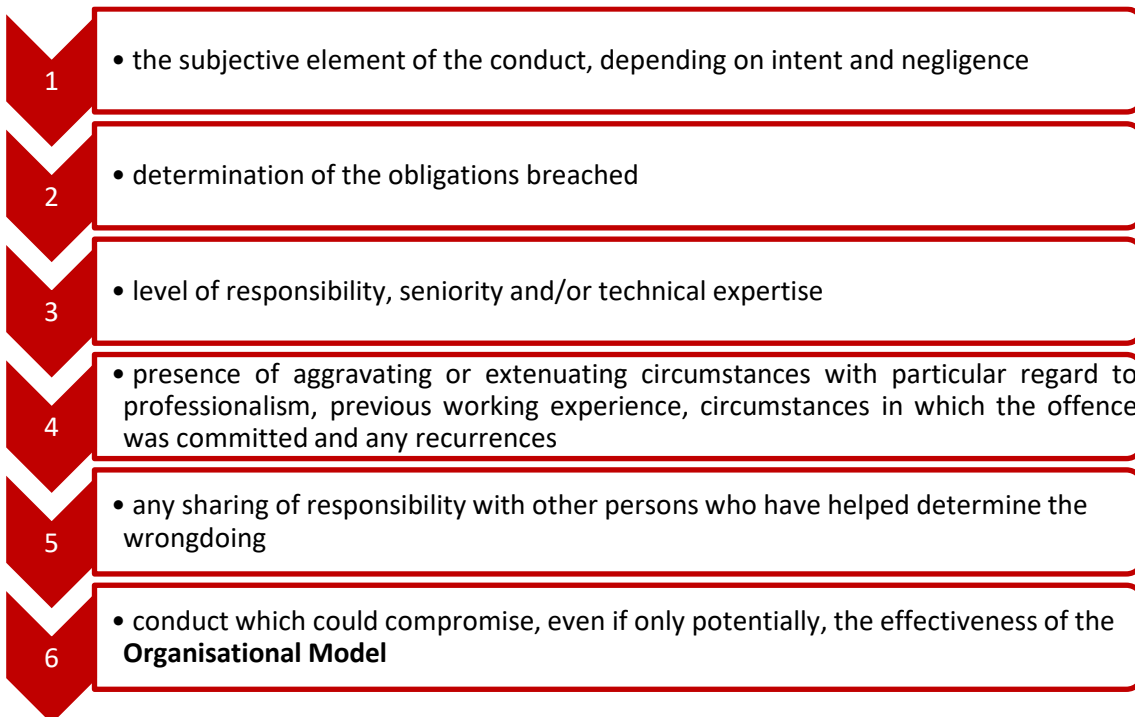 1
• the subjective element of the conduct, depending on intent and negligence
2
• determination of the obligations breached
3
• level of responsibility, seniority and/or technical expertise
4
• presence of aggravating or extenuating circumstances with particular regard to
professionalism, previous working experience, circumstances in which the offence
was committed and any recurrences
5
• any sharing of responsibility with other persons who have helped determine the
wrongdoing
6
• conduct which could compromise, even if only potentially, the effectiveness of the
Organisational Model